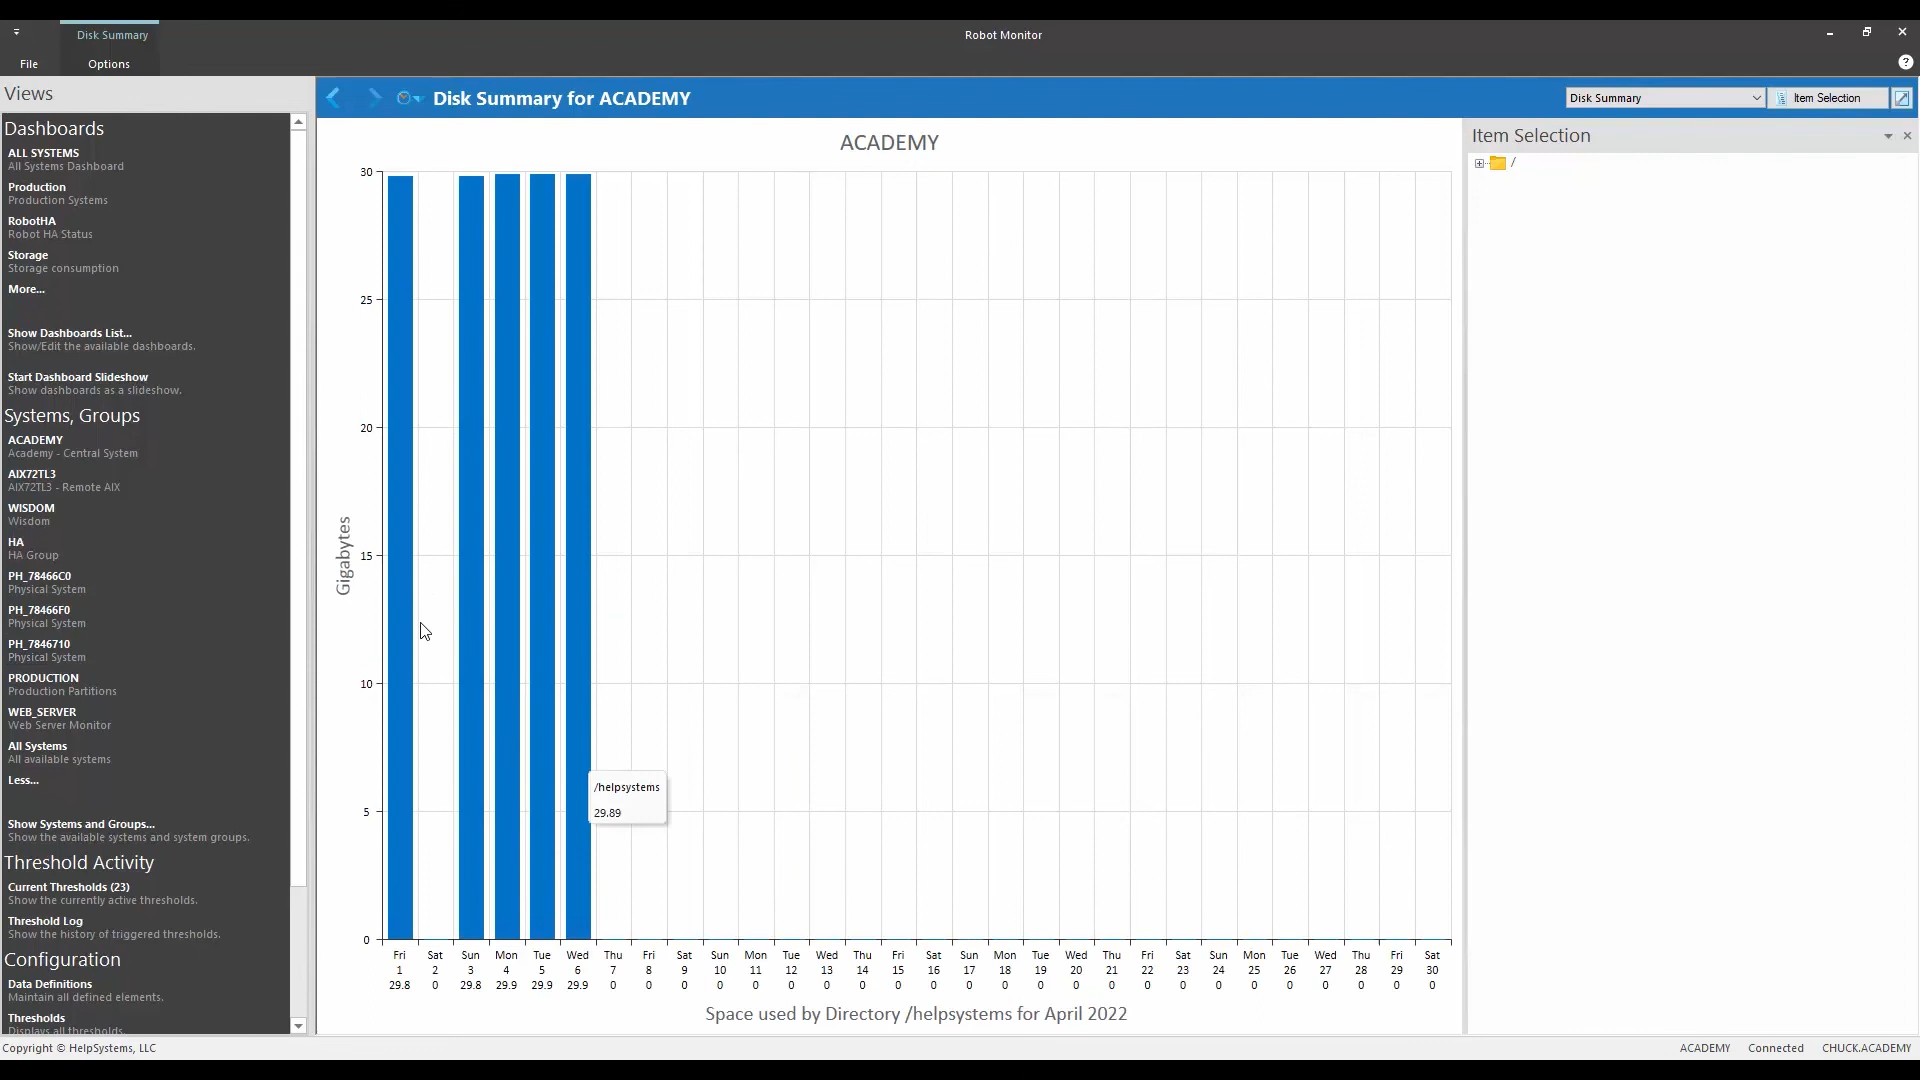 Disk Summary
Robot Monitor
File
Options
?
Views
Dashboards
ALL SYSTEMS
All Systems Dashboard
Production
Production Systems
RobotHA
Robot HA Status
Storage
Storage consumption
More...
Show Dashboards List...
Show/Edit the available dashboards.
Start Dashboard Slideshow
Show dashboards as a slideshow.
Systems, Groups
ACADEMY
Academy - Central System
AIX72TL3
AIX72TL3 - Remote AIX
WISDOM
Wisdom
HA
HA Group
PH_78466C0
Physical System
PH_78466F0
Physical System
PH_7846710
Physical System
PRODUCTION
Production Partitions
WEB_SERVER
Web Server Monitor
All Systems
All available systems
Less...
Show Systems and Groups...
Show the available systems and system groups.
Threshold Activity
Current Thresholds (23)
Show the currently active thresholds.
Threshold Log
Show the history of triggered thresholds.
Configuration
Data Definitions
Maintain all defined elements.
Thresholds
Displays all thresholds.
Disk Summary for ACADEMY
Disk Summary
Item Selection
ACADEMY
Gigabytes
30
25
20
15
10
5
0
/helpsystems
29.89
Fri Sat Sun Mon Tue Wed Thu Fri Sat Sun Mon Tue Wed Thu Fri Sat Sun Mon Tue Wed Thu Fri Sat Sun Mon Tue Wed Thu Fri Sat
1 2 3 4 5 6 7 8 9 10 11 12 13 14 15 16 17 18 19 20 21 22 23 24 25 26 27 28 29 30
29.8 0 29.8 29.9 29.9 29.9 0 0 0 0 0 0 0 0 0 0 0 0 0 0 0 0 0 0 0 0 0 0 0 0
Space used by Directory /helpsystems for April 2022
Item Selection
/
Copyright © HelpSystems, LLC
ACADEMY
Connected
CHUCK.ACADEMY